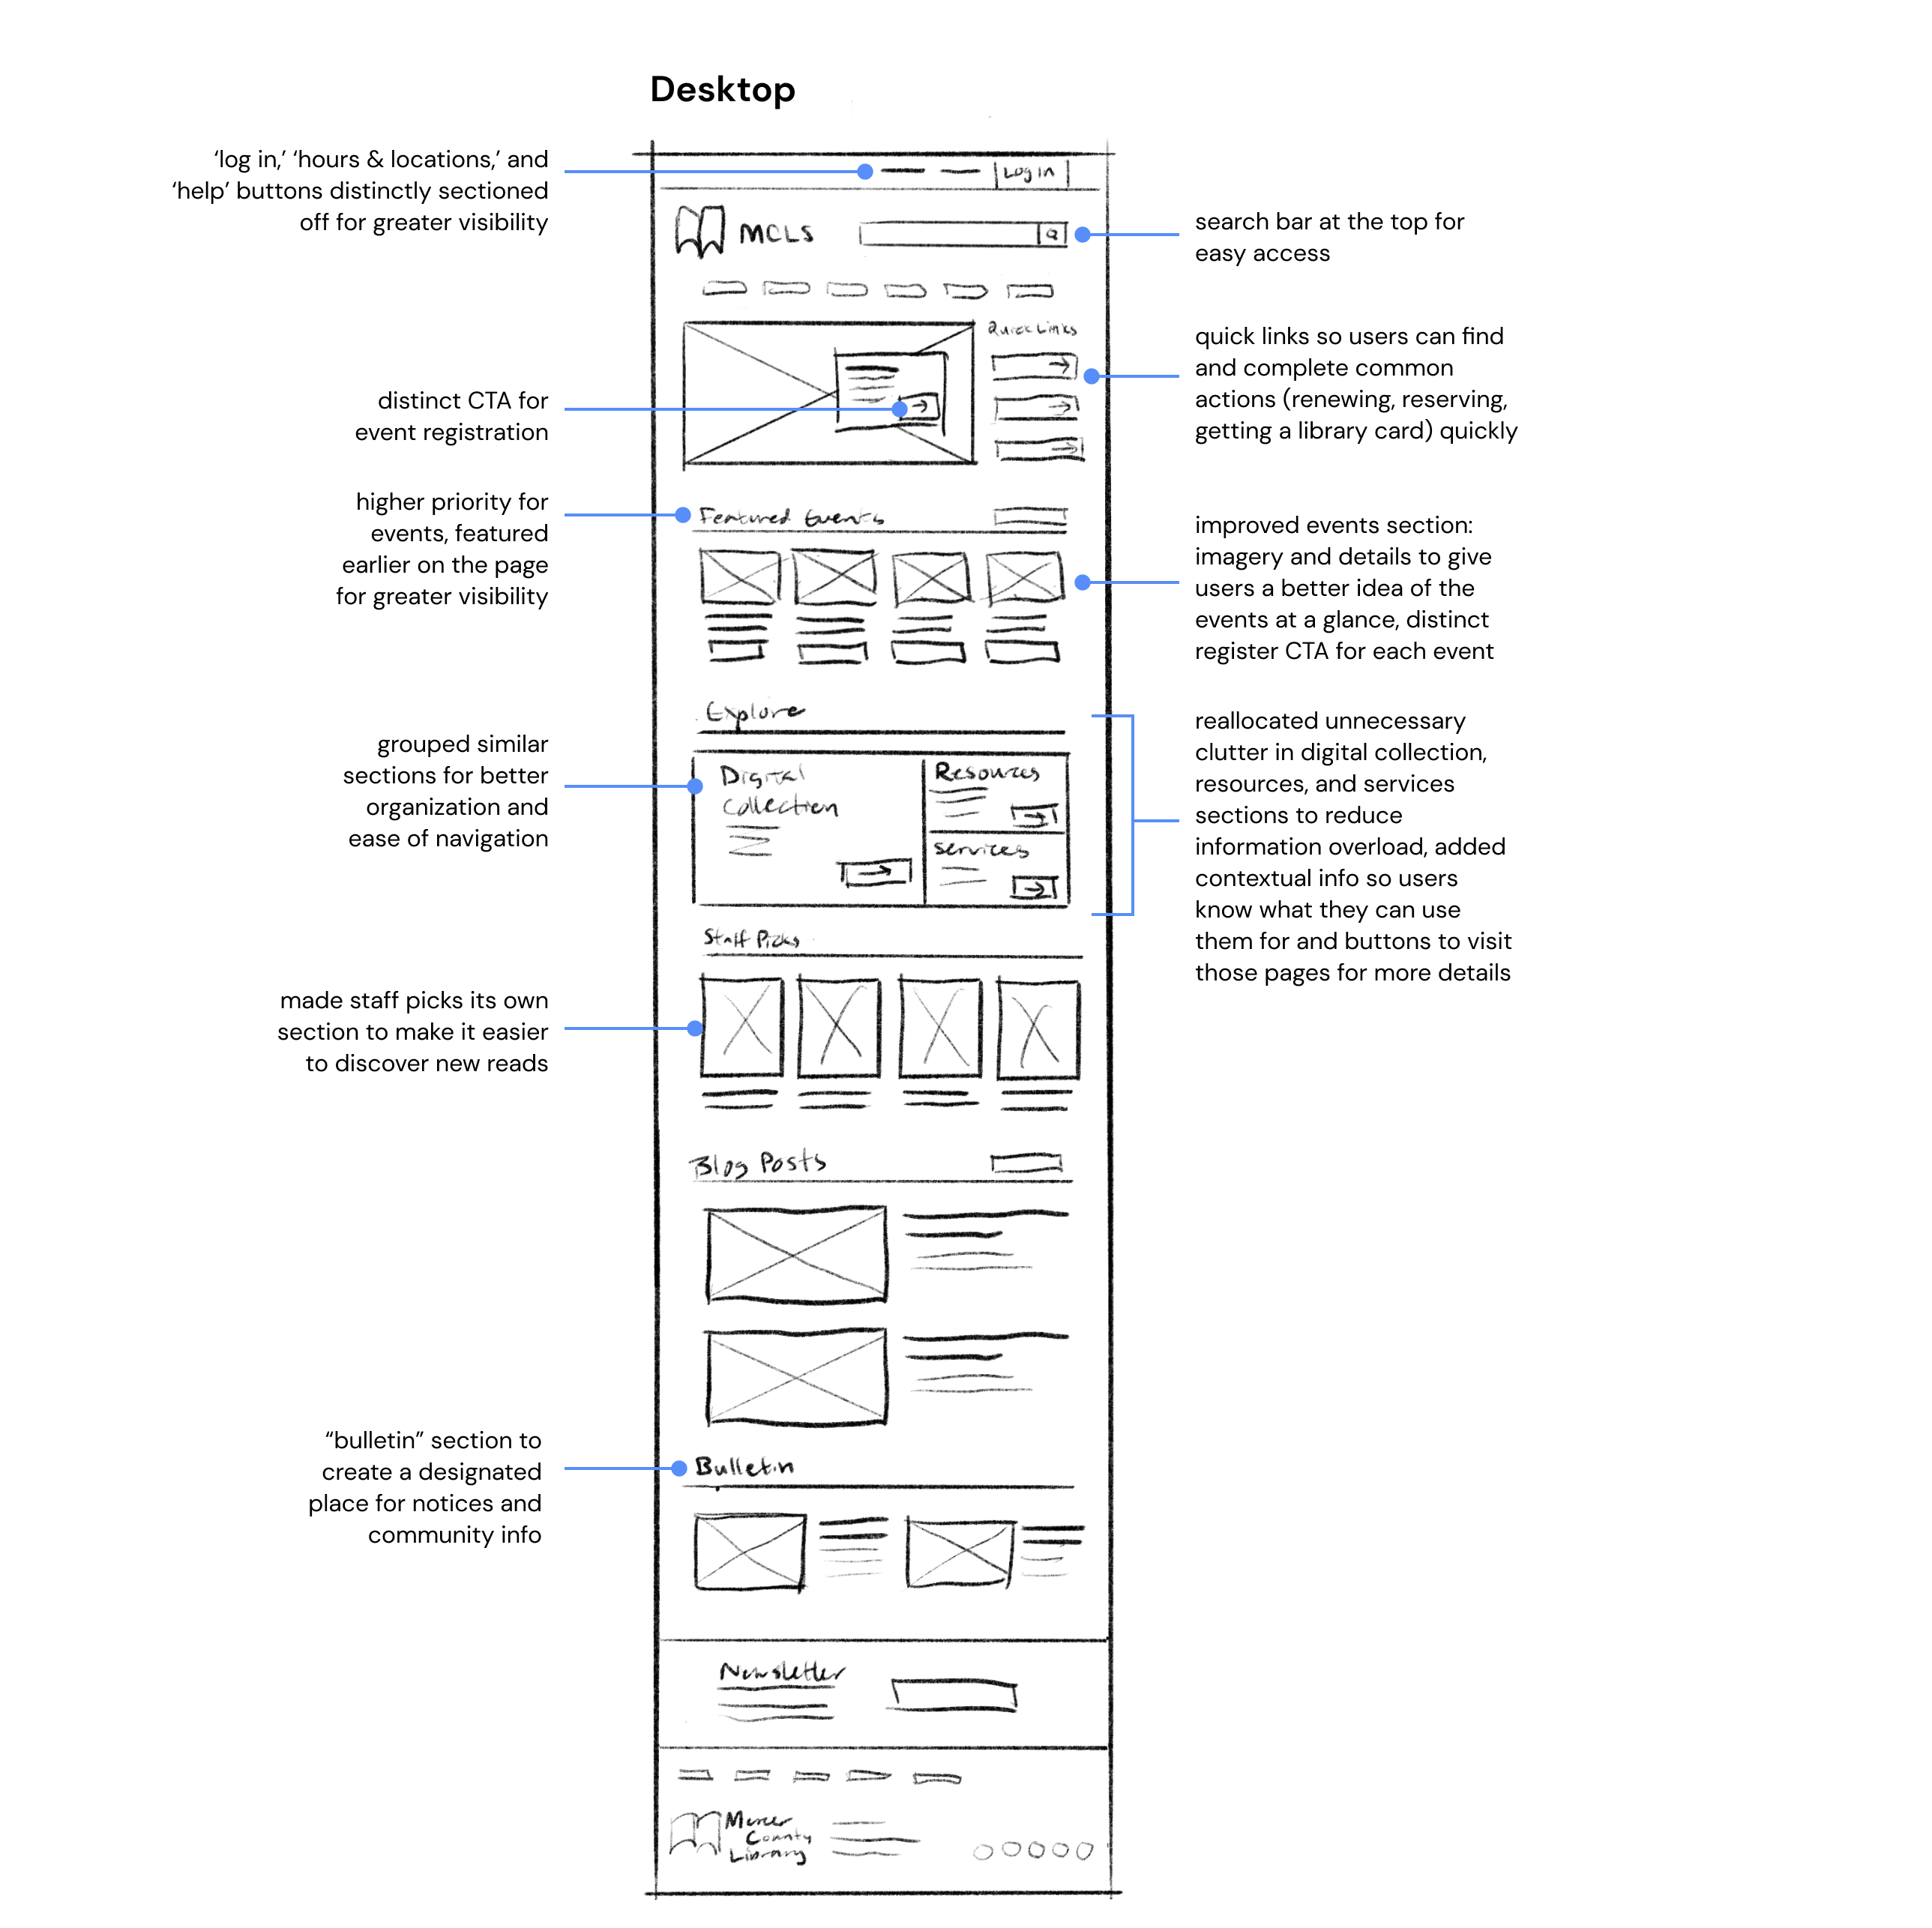 Desktop
‘log in,’ ‘hours & locations,’ and
‘help’ buttons distinctly sectioned
off for greater visibility
Log in
MCLS
search bar at the top for
easy access
Quick Links
quick links so users can find
and complete common
actions (renewing, reserving,
getting a library card) quickly
distinct CTA for
event registration
higher priority for
events, featured
earlier on the page
for greater visibility
Featured Events
improved events section:
imagery and details to give
users a better idea of the
events at a glance, distinct
register CTA for each event
Explore
grouped similar
sections for better
organization and
ease of navigation
Digital
Collection
Resources
Services
reallocated unnecessary
clutter in digital collection,
resources, and services
sections to reduce
information overload, added
contextual info so users
know what they can use
them for and buttons to visit
those pages for more details
Staff Picks
made staff picks its own
section to make it easier
to discover new reads
Blog Posts
“bulletin” section to
create a designated
place for notices and
community info
Bulletin
Newsletter
Mercer
County
Library